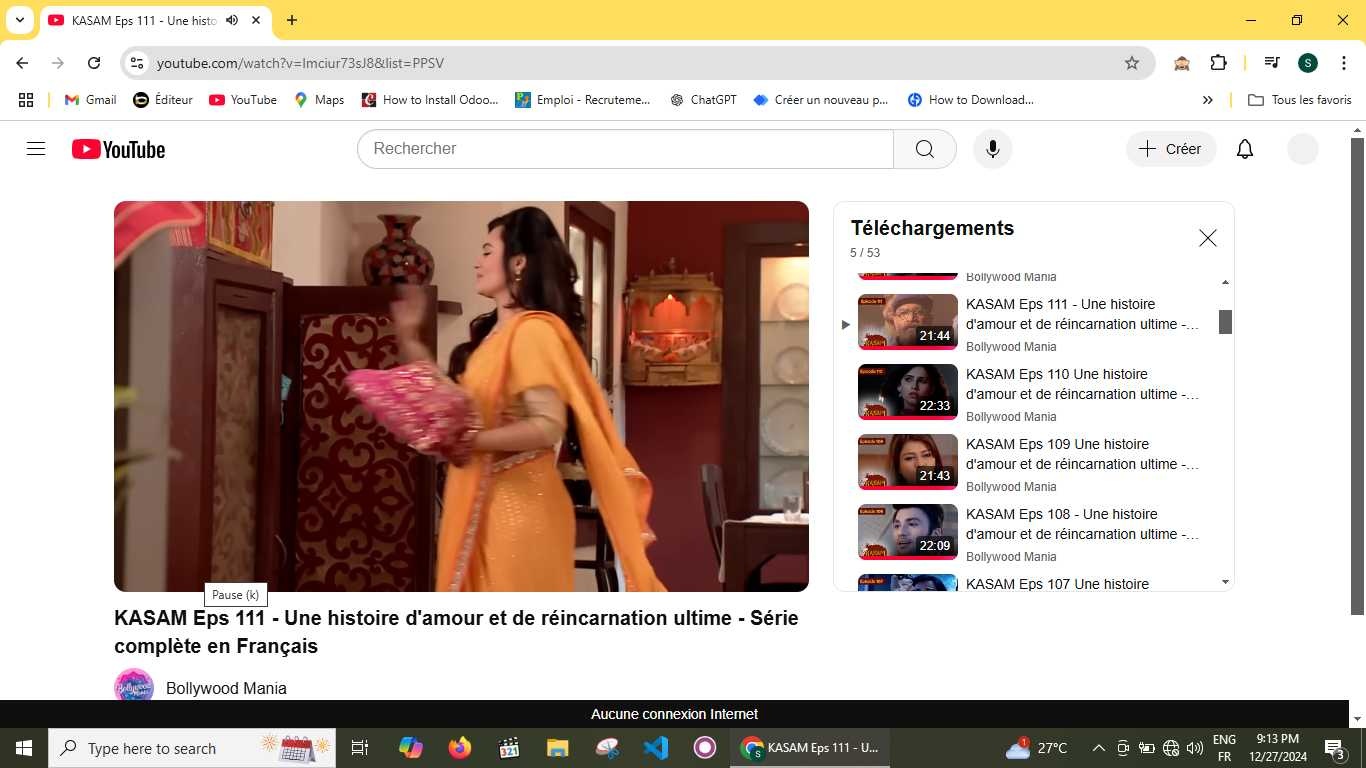 KASAM Eps 111 - Une histo
youtube.com/watch?v=Imciur73sJ8&list=PPSV
S
Gmail
Éditeur
YouTube
Maps
How to Install Odoo...
Emploi - Recruteme...
ChatGPT
Créer un nouveau p...
How to Download...
Tous les favoris
YouTube
Rechercher
Créer
Téléchargements
5 / 53
Bollywood Mania
KASAM Eps 111 - Une histoire
d'amour et de réincarnation ultime -...
21:44
Bollywood Mania
KASAM Eps 110 Une histoire
d'amour et de réincarnation ultime -...
22:33
Bollywood Mania
KASAM Eps 109 Une histoire
d'amour et de réincarnation ultime -...
21:43
Bollywood Mania
KASAM Eps 108 - Une histoire
d'amour et de réincarnation ultime -...
22:09
Bollywood Mania
KASAM Eps 107 Une histoire
Pause (k)
KASAM Eps 111 - Une histoire d'amour et de réincarnation ultime - Série
complète en Français
Bollywood Mania
Aucune connexion Internet
Type here to search
KASAM Eps 111 - U...
27°C
ENG
FR
9:13 PM
12/27/2024
3